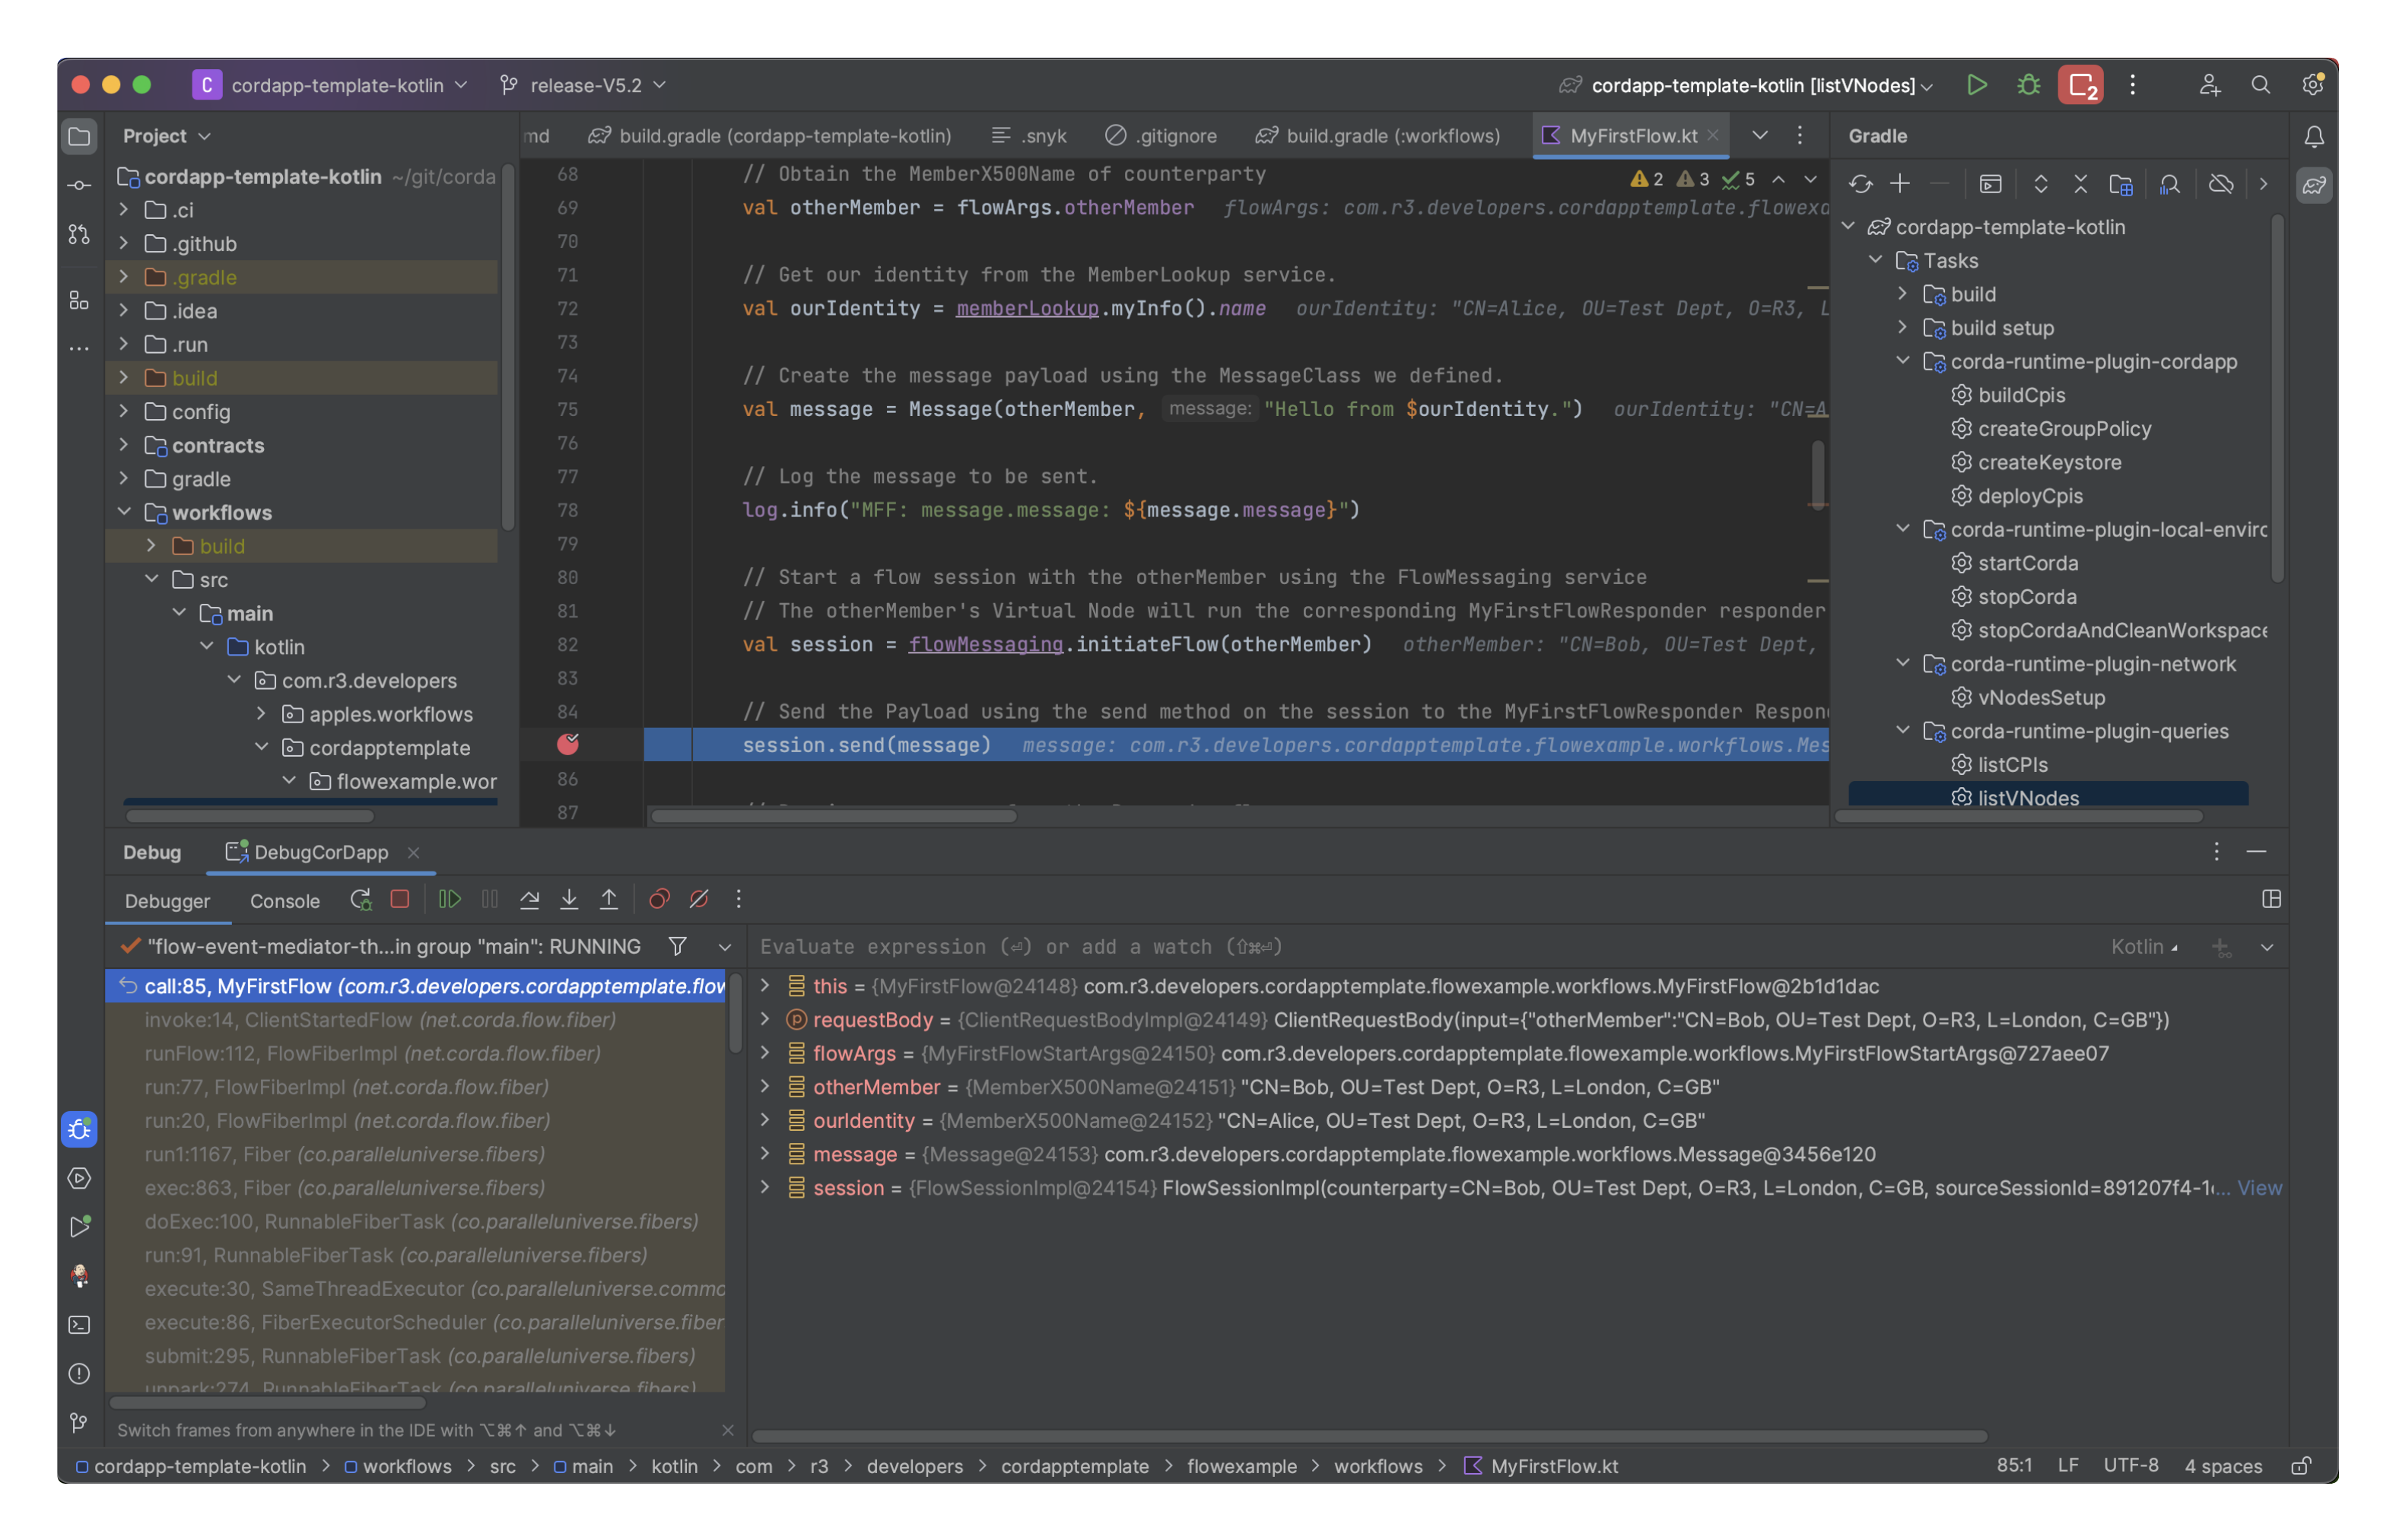 C cordapp-template-kotlin release-V5.2 cordapp-template-kotlin [listVNodes] 2
Project
cordapp-template-kotlin ~/git/corda
.ci
.github
.gradle
.idea
.run
build
config
contracts
gradle
workflows
build
src
main
kotlin
com.r3.developers
apples.workflows
cordapptemplate
flowexample.wor
md build.gradle (cordapp-template-kotlin) .snyk .gitignore build.gradle (:workflows) MyFirstFlow.kt
2 3 5
68 // Obtain the MemberX500Name of counterparty
69 val otherMember = flowArgs.otherMember flowArgs: com.r3.developers.cordapptemplate.flowexa
70
71 // Get our identity from the MemberLookup service.
72 val ourIdentity = memberLookup.myInfo().name ourIdentity: "CN=Alice, OU=Test Dept, O=R3, L
73
74 // Create the message payload using the MessageClass we defined.
75 val message = Message(otherMember, message: "Hello from $ourIdentity.") ourIdentity: "CN=A
76
77 // Log the message to be sent.
78 log.info("MFF: message.message: ${message.message}")
79
80 // Start a flow session with the otherMember using the FlowMessaging service
81 // The otherMember's Virtual Node will run the corresponding MyFirstFlowResponder responder
82 val session = flowMessaging.initiateFlow(otherMember) otherMember: "CN=Bob, OU=Test Dept,
83
84 // Send the Payload using the send method on the session to the MyFirstFlowResponder Respon
session.send(message) message: com.r3.developers.cordapptemplate.flowexample.workflows.Mes
86
87
Gradle
cordapp-template-kotlin
Tasks
build
build setup
corda-runtime-plugin-cordapp
buildCpis
createGroupPolicy
createKeystore
deployCpis
corda-runtime-plugin-local-enviro
startCorda
stopCorda
stopCordaAndCleanWorkspace
corda-runtime-plugin-network
vNodesSetup
corda-runtime-plugin-queries
listCPIs
listVNodes
Debug DebugCorDapp
Debugger Console
"flow-event-mediator-th...in group "main": RUNNING
call:85, MyFirstFlow (com.r3.developers.cordapptemplate.flow
invoke:14, ClientStartedFlow (net.corda.flow.fiber)
runFlow:112, FlowFiberImpl (net.corda.flow.fiber)
run:77, FlowFiberImpl (net.corda.flow.fiber)
run:20, FlowFiberImpl (net.corda.flow.fiber)
run1:1167, Fiber (co.paralleluniverse.fibers)
exec:863, Fiber (co.paralleluniverse.fibers)
doExec:100, RunnableFiberTask (co.paralleluniverse.fibers)
run:91, RunnableFiberTask (co.paralleluniverse.fibers)
execute:30, SameThreadExecutor (co.paralleluniverse.commo
execute:86, FiberExecutorScheduler (co.paralleluniverse.fiber
submit:295, RunnableFiberTask (co.paralleluniverse.fibers)
unpark:274, RunnableFiberTask (co.paralleluniverse.fibers)
Switch frames from anywhere in the IDE with ⌥⌘↑ and ⌥⌘↓
Evaluate expression (⏎) or add a watch (⇧⌘⏎) Kotlin
this = {MyFirstFlow@24148} com.r3.developers.cordapptemplate.flowexample.workflows.MyFirstFlow@2b1d1dac
requestBody = {ClientRequestBodyImpl@24149} ClientRequestBody(input={"otherMember":"CN=Bob, OU=Test Dept, O=R3, L=London, C=GB"})
flowArgs = {MyFirstFlowStartArgs@24150} com.r3.developers.cordapptemplate.flowexample.workflows.MyFirstFlowStartArgs@727aee07
otherMember = {MemberX500Name@24151} "CN=Bob, OU=Test Dept, O=R3, L=London, C=GB"
ourIdentity = {MemberX500Name@24152} "CN=Alice, OU=Test Dept, O=R3, L=London, C=GB"
message = {Message@24153} com.r3.developers.cordapptemplate.flowexample.workflows.Message@3456e120
session = {FlowSessionImpl@24154} FlowSessionImpl(counterparty=CN=Bob, OU=Test Dept, O=R3, L=London, C=GB, sourceSessionId=891207f4-1... View
cordapp-template-kotlin > workflows > src > main > kotlin > com > r3 > developers > cordapptemplate > flowexample > workflows > MyFirstFlow.kt 85:1 LF UTF-8 4 spaces